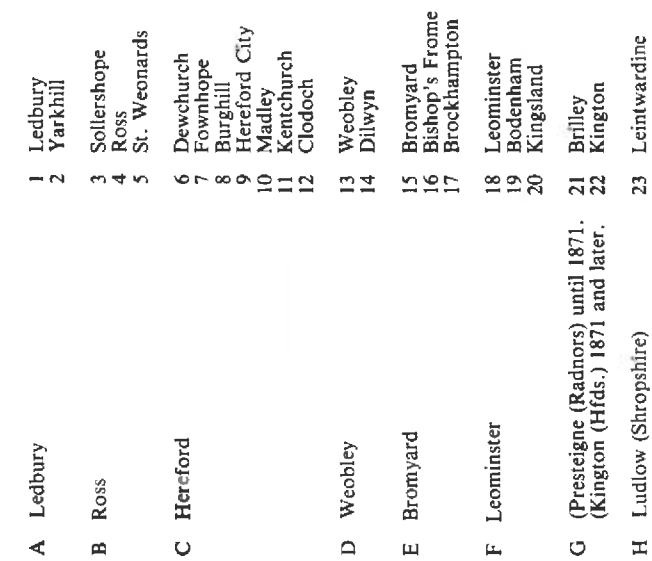 A Ledbury 1 Ledbury
2 Yarkhill
B Ross 3 Sollershope
4 Ross
5 St. Weonards
C Hereford 6 Dewchurch
7 Fownhope
8 Burghill
9 Hereford City
10 Madley
11 Kentchurch
12 Clodoch
D Weobley 13 Weobley
14 Dilwyn
E Bromyard 15 Bromyard
16 Bishop's Frome
17 Brockhampton
F Leominster 18 Leominster
19 Bodenham
20 Kingsland
G (Presteigne (Radnors) until 1871. 21 Brilley
(Kington (Hfds.) 1871 and later. 22 Kington
H Ludlow (Shropshire) 23 Leintwardine